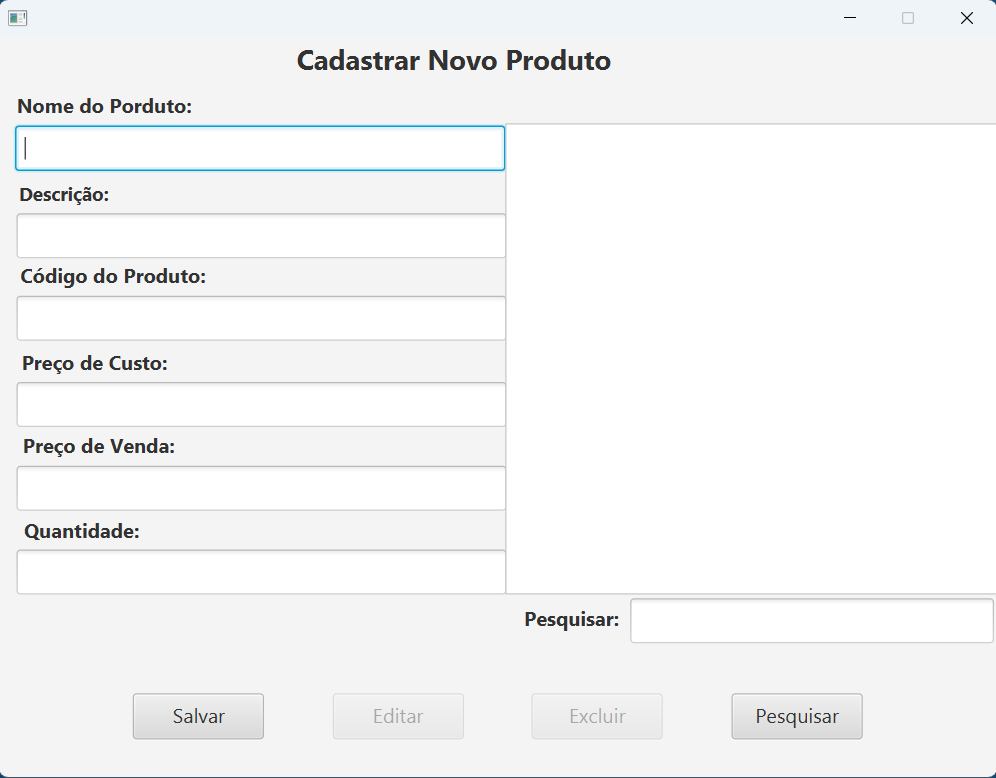 Cadastrar Novo Produto
Nome do Porduto:
Descrição:
Código do Produto:
Preço de Custo:
Preço de Venda:
Quantidade:
Pesquisar:
Salvar Editar Excluir Pesquisar